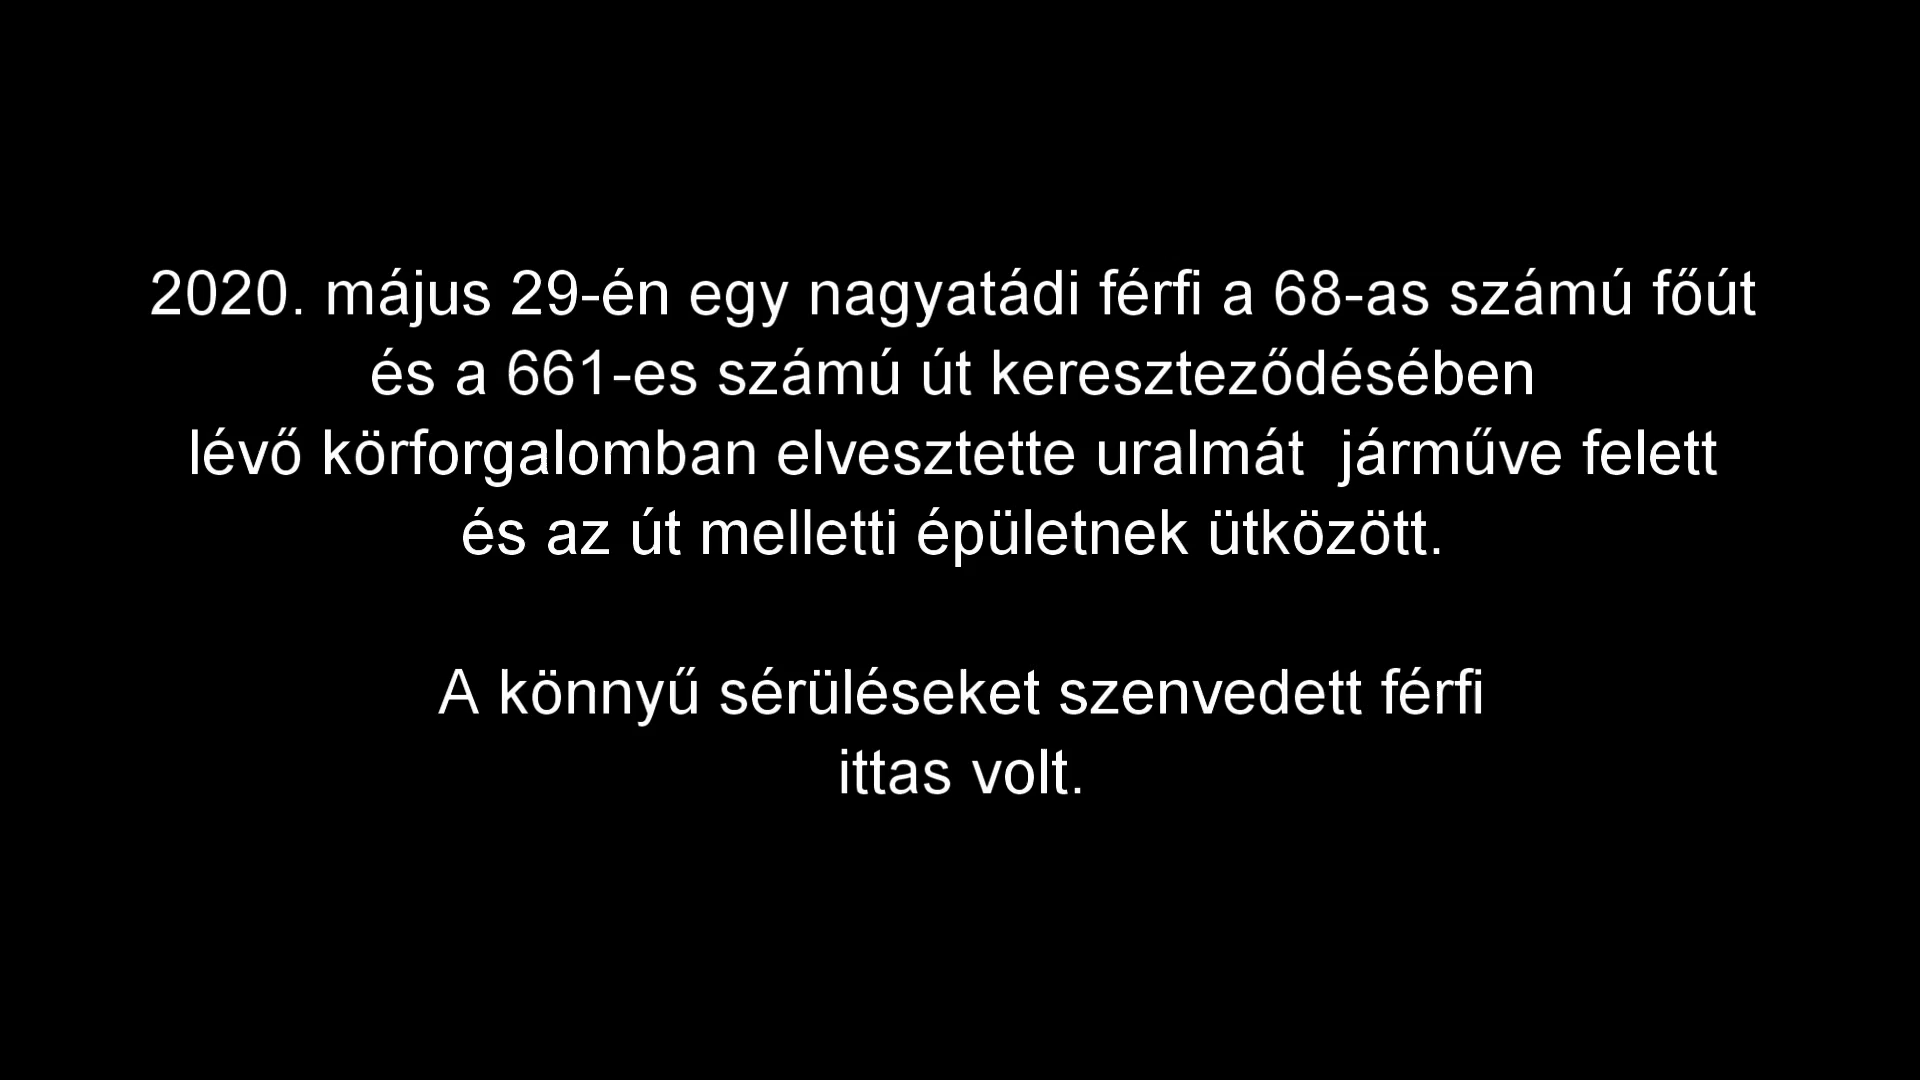 2020. május 29-én egy nagyatádi férfi a 68-as számú főút
és a 661-es számú út kereszteződésében
lévő körforgalomban elvesztette uralmát  járműve felett
és az út melletti épületnek ütközött.
A könnyű sérüléseket szenvedett férfi
ittas volt.